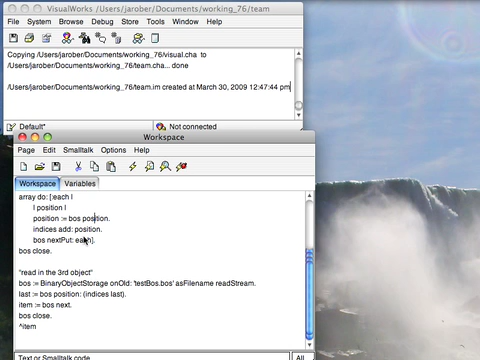 VisualWorks /Users/jarober/Documents/working_76/team
File System Browse Debug Store Tools Window Help
Copying /Users/jarober/Documents/working_76/visual.cha to
/Users/jarober/Documents/working_76/team.cha... done
/Users/jarober/Documents/working_76/team.im created at March 30, 2009 12:47:44 pm
Default* Not connected
Workspace
Page Edit Smalltalk Options Help
Workspace Variables
array do: [:each |
| position |
position := bos position.
indices add: position.
bos nextPut: each].
bos close.
"read in the 3rd object"
bos := BinaryObjectStorage onOld: 'testBos.bos' asFilename readStream.
last := bos position: (indices last).
item := bos next.
bos close.
^item
Text or Smalltalk code All